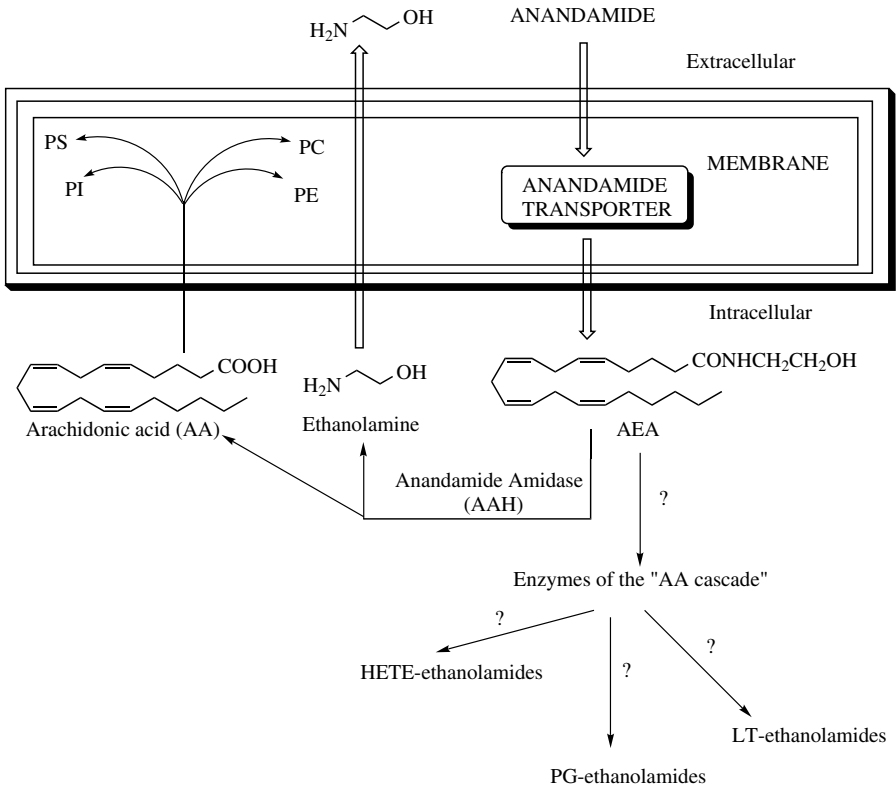 H₂N OH
ANANDAMIDE
Extracellular
PS
PC
MEMBRANE
PI
PE
ANANDAMIDE
TRANSPORTER
Intracellular
COOH
H₂N OH
CONHCH₂CH₂OH
Arachidonic acid (AA)
Ethanolamine
AEA
Anandamide Amidase
(AAH)
?
Enzymes of the "AA cascade"
?
?
?
HETE-ethanolamides
LT-ethanolamides
PG-ethanolamides